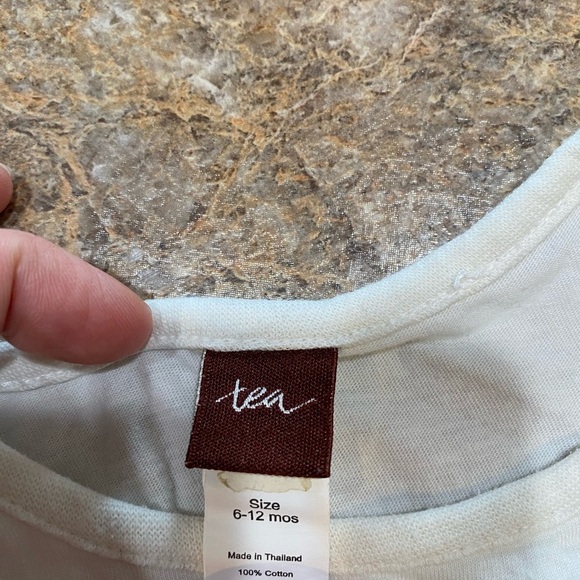 tea
Size
6-12 mos
Made in Thailand
100% Cotton